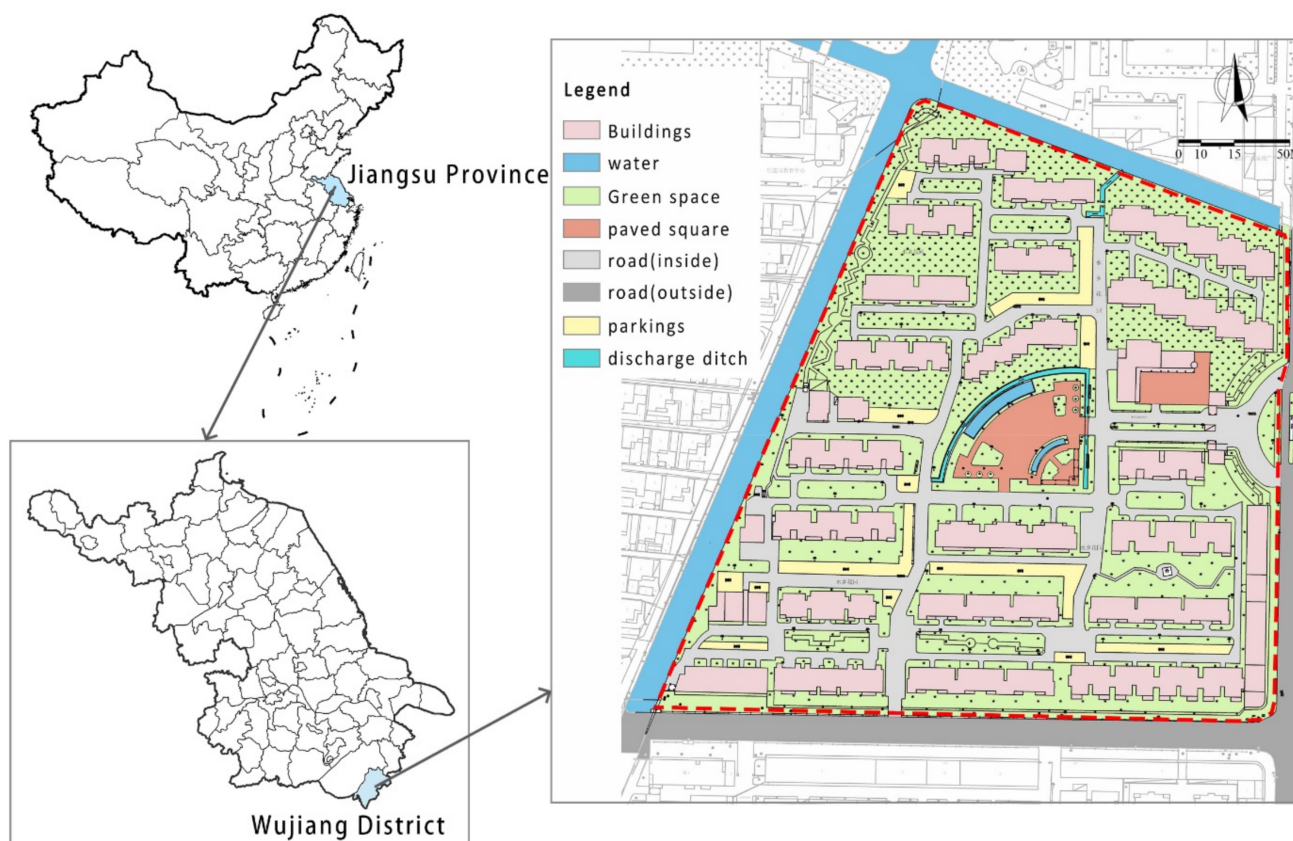 Jiangsu Province
Wujiang District
Legend
Buildings
water
Green space
paved square
road(inside)
road(outside)
parkings
discharge ditch
0 10 15 50